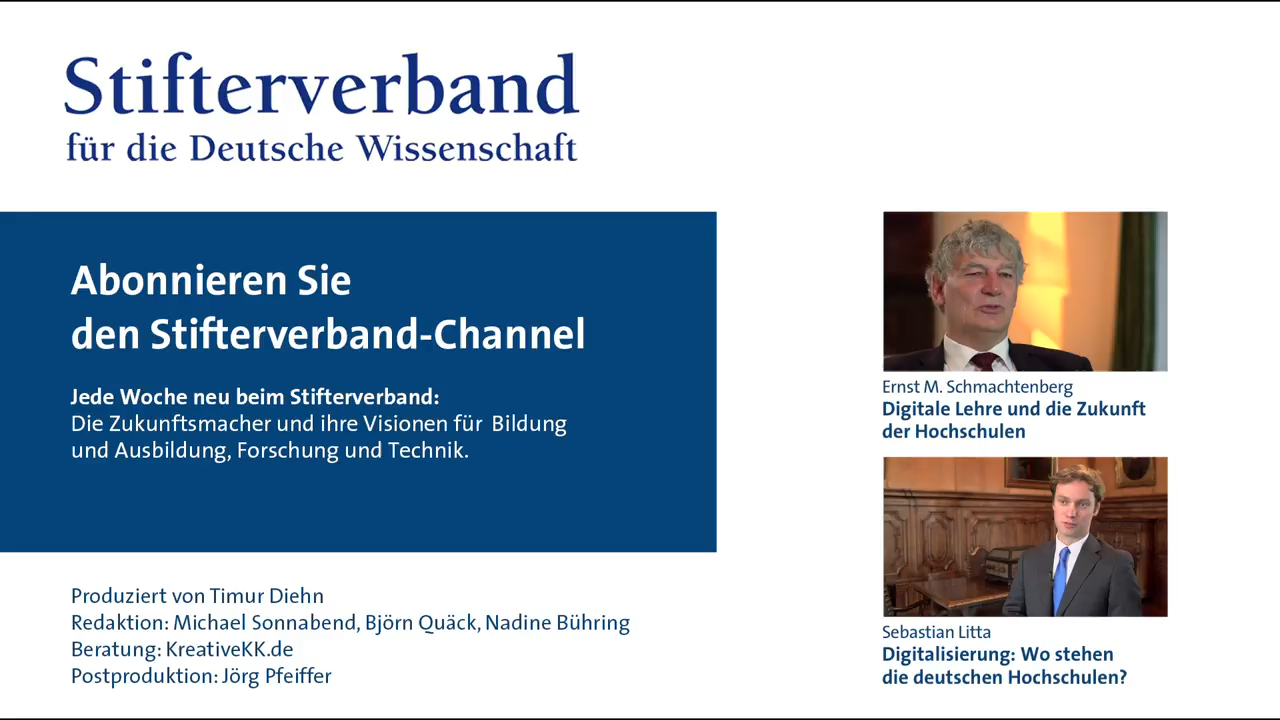 Stifterverband
für die Deutsche Wissenschaft
Abonnieren Sie
den Stifterverband-Channel
Jede Woche neu beim Stifterverband:
Die Zukunftsmacher und ihre Visionen für Bildung
und Ausbildung, Forschung und Technik.
Produziert von Timur Diehn
Redaktion: Michael Sonnabend, Björn Quäck, Nadine Bühring
Beratung: KreativeKK.de
Postproduktion: Jörg Pfeiffer
Ernst M. Schmachtenberg
Digitale Lehre und die Zukunft
der Hochschulen
Sebastian Litta
Digitalisierung: Wo stehen
die deutschen Hochschulen?